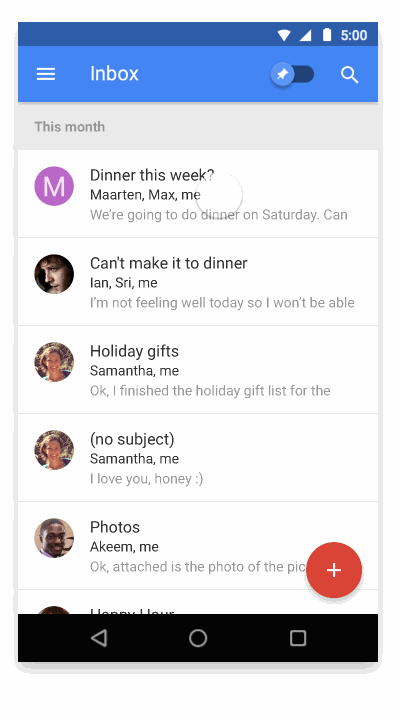 5:00
Inbox
This month
M
Dinner this week?
Maarten, Max, me
We're going to do dinner on Saturday. Can
Can't make it to dinner
Ian, Sri, me
I'm not feeling well today so I won't be able
Holiday gifts
Samantha, me
Ok, I finished the holiday gift list for the
(no subject)
Samantha, me
I love you, honey :)
Photos
Akeem, me
Ok, attached is the photo of the pic
Happy Hour